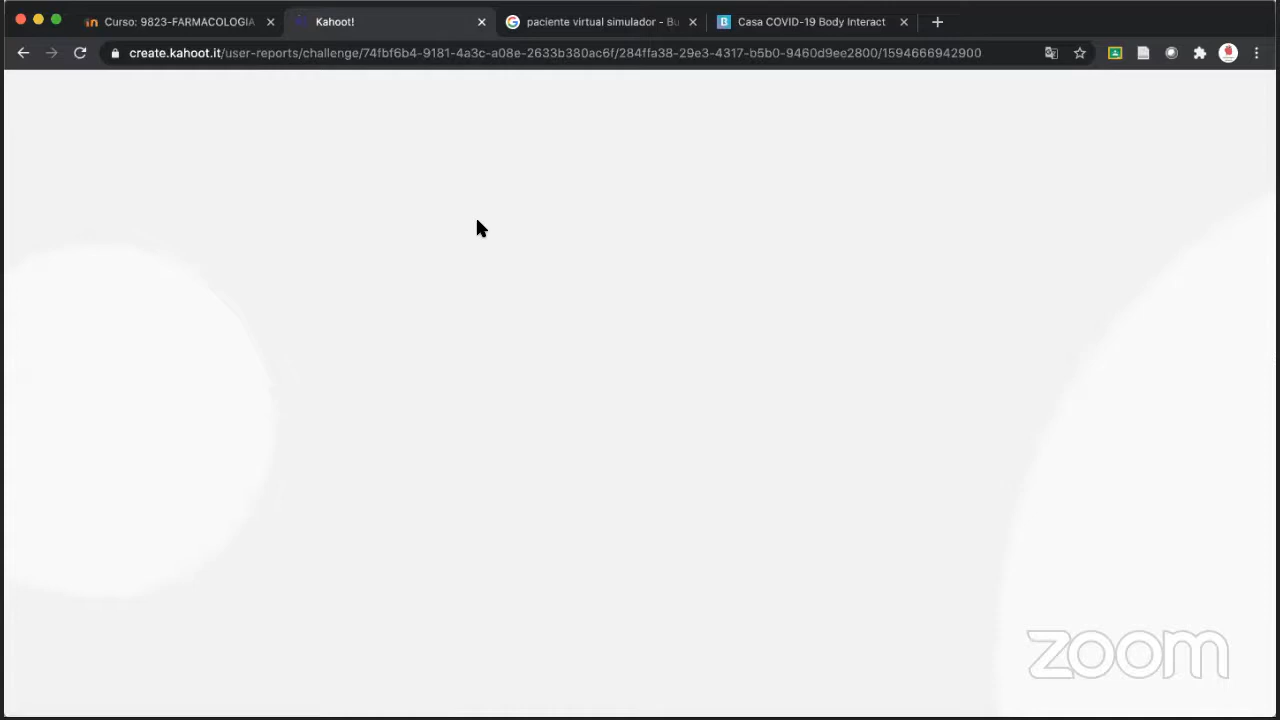 Curso: 9823-FARMACOLOGIA
Kahoot!
paciente virtual simulador - Bu
Casa COVID-19 Body Interact
create.kahoot.it/user-reports/challenge/74fbf6b4-9181-4a3c-a08e-2633b380ac6f/284ffa38-29e3-4317-b5b0-9460d9ee2800/1594666942900
zoom